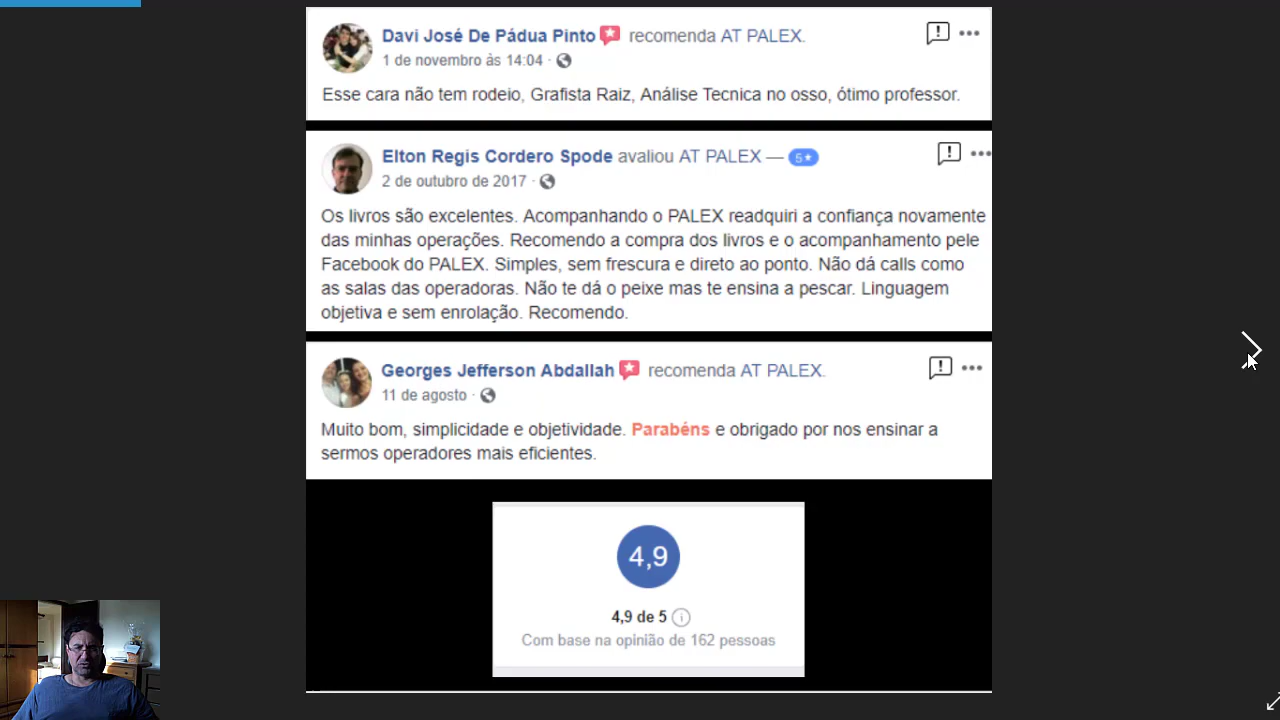 Davi José De Pádua Pinto recomenda AT PALEX.
1 de novembro às 14:04 ·
Esse cara não tem rodeio, Grafista Raiz, Análise Tecnica no osso, ótimo professor.
Elton Regis Cordero Spode avaliou AT PALEX — 5★
2 de outubro de 2017 ·
Os livros são excelentes. Acompanhando o PALEX readquiri a confiança novamente
das minhas operações. Recomendo a compra dos livros e o acompanhamento pele
Facebook do PALEX. Simples, sem frescura e direto ao ponto. Não dá calls como
as salas das operadoras. Não te dá o peixe mas te ensina a pescar. Linguagem
objetiva e sem enrolação. Recomendo.
Georges Jefferson Abdallah recomenda AT PALEX.
11 de agosto ·
Muito bom, simplicidade e objetividade. Parabéns e obrigado por nos ensinar a
sermos operadores mais eficientes.
4,9
4,9 de 5
Com base na opinião de 162 pessoas